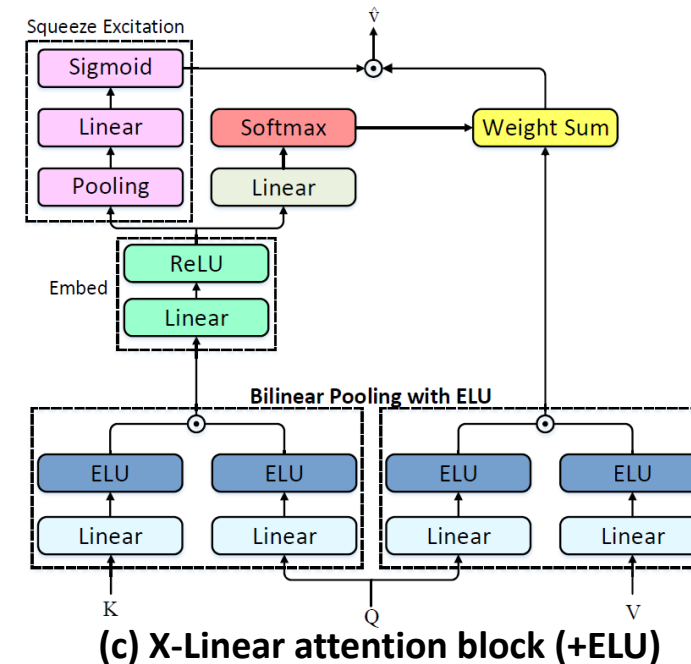 v̂
Squeeze Excitation
Sigmoid
Linear
Softmax
Weight Sum
Pooling
Linear
ReLU
Embed
Linear
Bilinear Pooling with ELU
ELU
ELU
ELU
ELU
Linear
Linear
Linear
Linear
K
Q
V
(c) X-Linear attention block (+ELU)